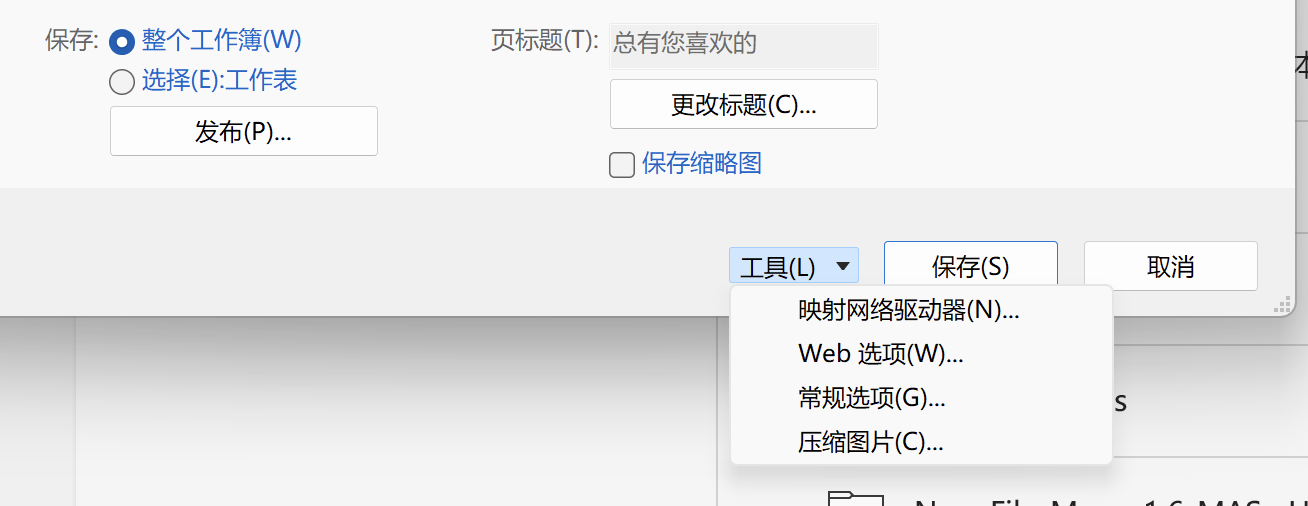 保存: 整个工作簿(W)
选择(E):工作表
发布(P)...
页标题(T): 总有您喜欢的
更改标题(C)...
保存缩略图
工具(L)
保存(S)
取消
映射网络驱动器(N)...
Web 选项(W)...
常规选项(G)...
压缩图片(C)...
本
s